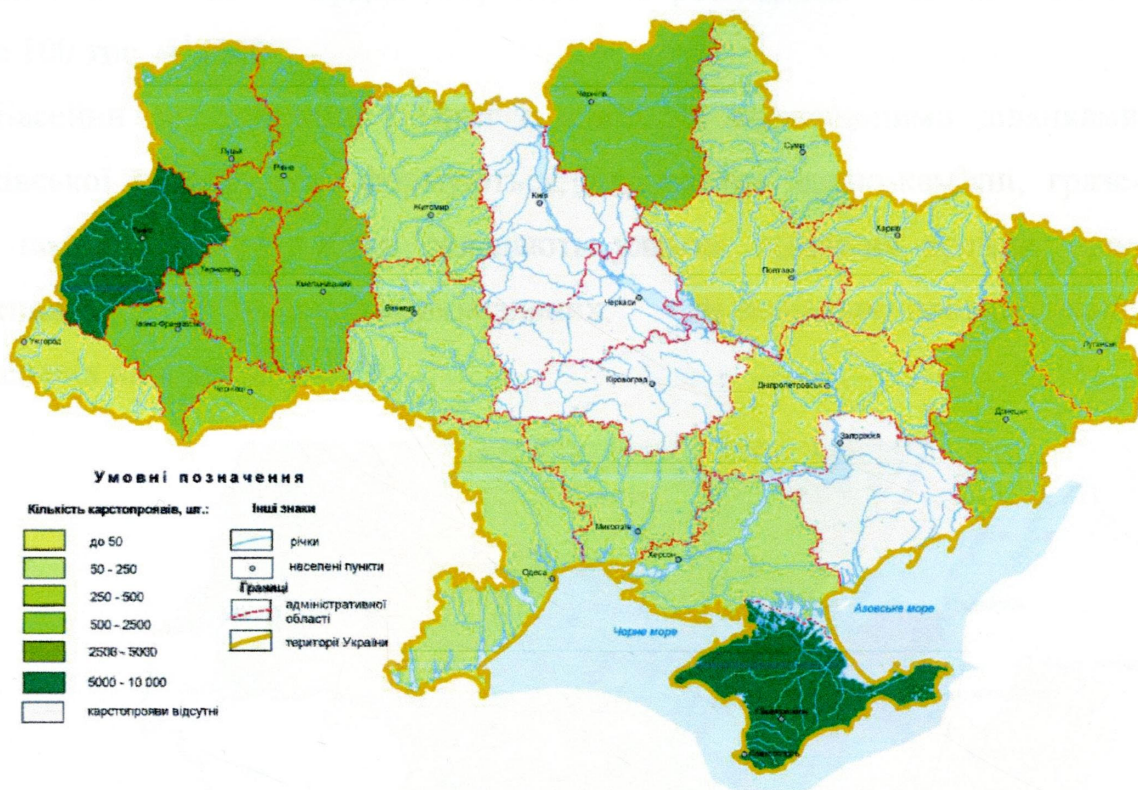 Чернігів
Суми
Луцьк
Рівне
Житомир
Київ
Харків
Львів
Тернопіль
Хмельницький
Полтава
Вінниця
Черкаси
Івано-Франківськ
Ужгород
Луганськ
Чернівці
Кіровоград
Дніпропетровськ
Донецьк
Запоріжжя
Миколаїв
Херсон
Одеса
Азовське море
Чорне море
Умовні позначення
Кількість карстопроявів, шт.:
до 50
50 - 250
250 - 500
500 - 2500
2500 - 5000
5000 - 10 000
карстопрояви відсутні
Інші знаки
річки
населені пункти
Границі
адміністративної
області
території України